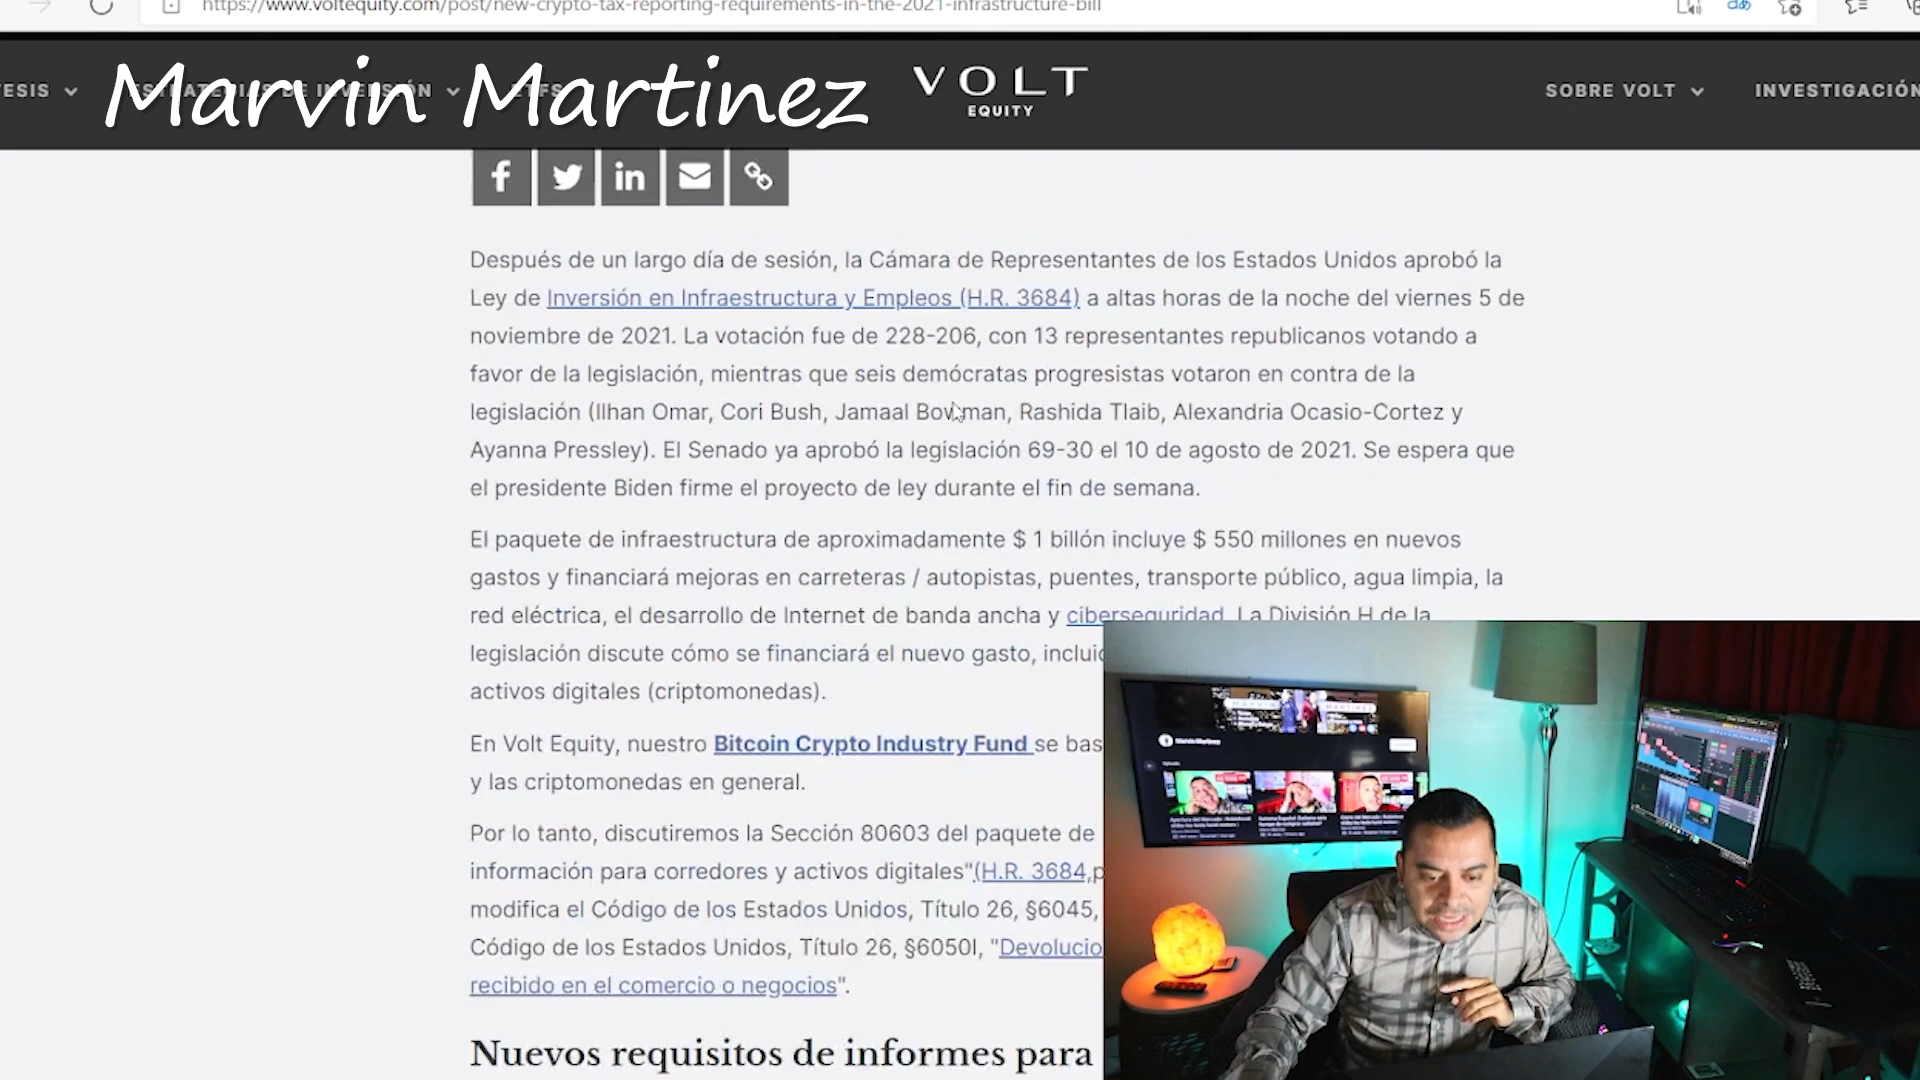 https://www.voltequity.com/post/new-crypto-tax-reporting-requirements-in-the-2021-infrastructure-bill
Marvin Martinez
TESIS ESTRATEGIAS DE INVERSIÓN ETFS VOLT SOBRE VOLT INVESTIGACIÓN
EQUITY
Después de un largo día de sesión, la Cámara de Representantes de los Estados Unidos aprobó la
Ley de Inversión en Infraestructura y Empleos (H.R. 3684) a altas horas de la noche del viernes 5 de
noviembre de 2021. La votación fue de 228-206, con 13 representantes republicanos votando a
favor de la legislación, mientras que seis demócratas progresistas votaron en contra de la
legislación (Ilhan Omar, Cori Bush, Jamaal Bowman, Rashida Tlaib, Alexandria Ocasio-Cortez y
Ayanna Pressley). El Senado ya aprobó la legislación 69-30 el 10 de agosto de 2021. Se espera que
el presidente Biden firme el proyecto de ley durante el fin de semana.
El paquete de infraestructura de aproximadamente $ 1 billón incluye $ 550 millones en nuevos
gastos y financiará mejoras en carreteras / autopistas, puentes, transporte público, agua limpia, la
red eléctrica, el desarrollo de Internet de banda ancha y ciberseguridad. La División H de la
legislación discute cómo se financiará el nuevo gasto, incluid
activos digitales (criptomonedas).
En Volt Equity, nuestro Bitcoin Crypto Industry Fund se bas
y las criptomonedas en general.
Por lo tanto, discutiremos la Sección 80603 del paquete de
información para corredores y activos digitales"(H.R. 3684,p
modifica el Código de los Estados Unidos, Título 26, §6045,
Código de los Estados Unidos, Título 26, §6050I, "Devolucio
recibido en el comercio o negocios".
Nuevos requisitos de informes para
MARVIN MARTINEZ
Marvin Martinez